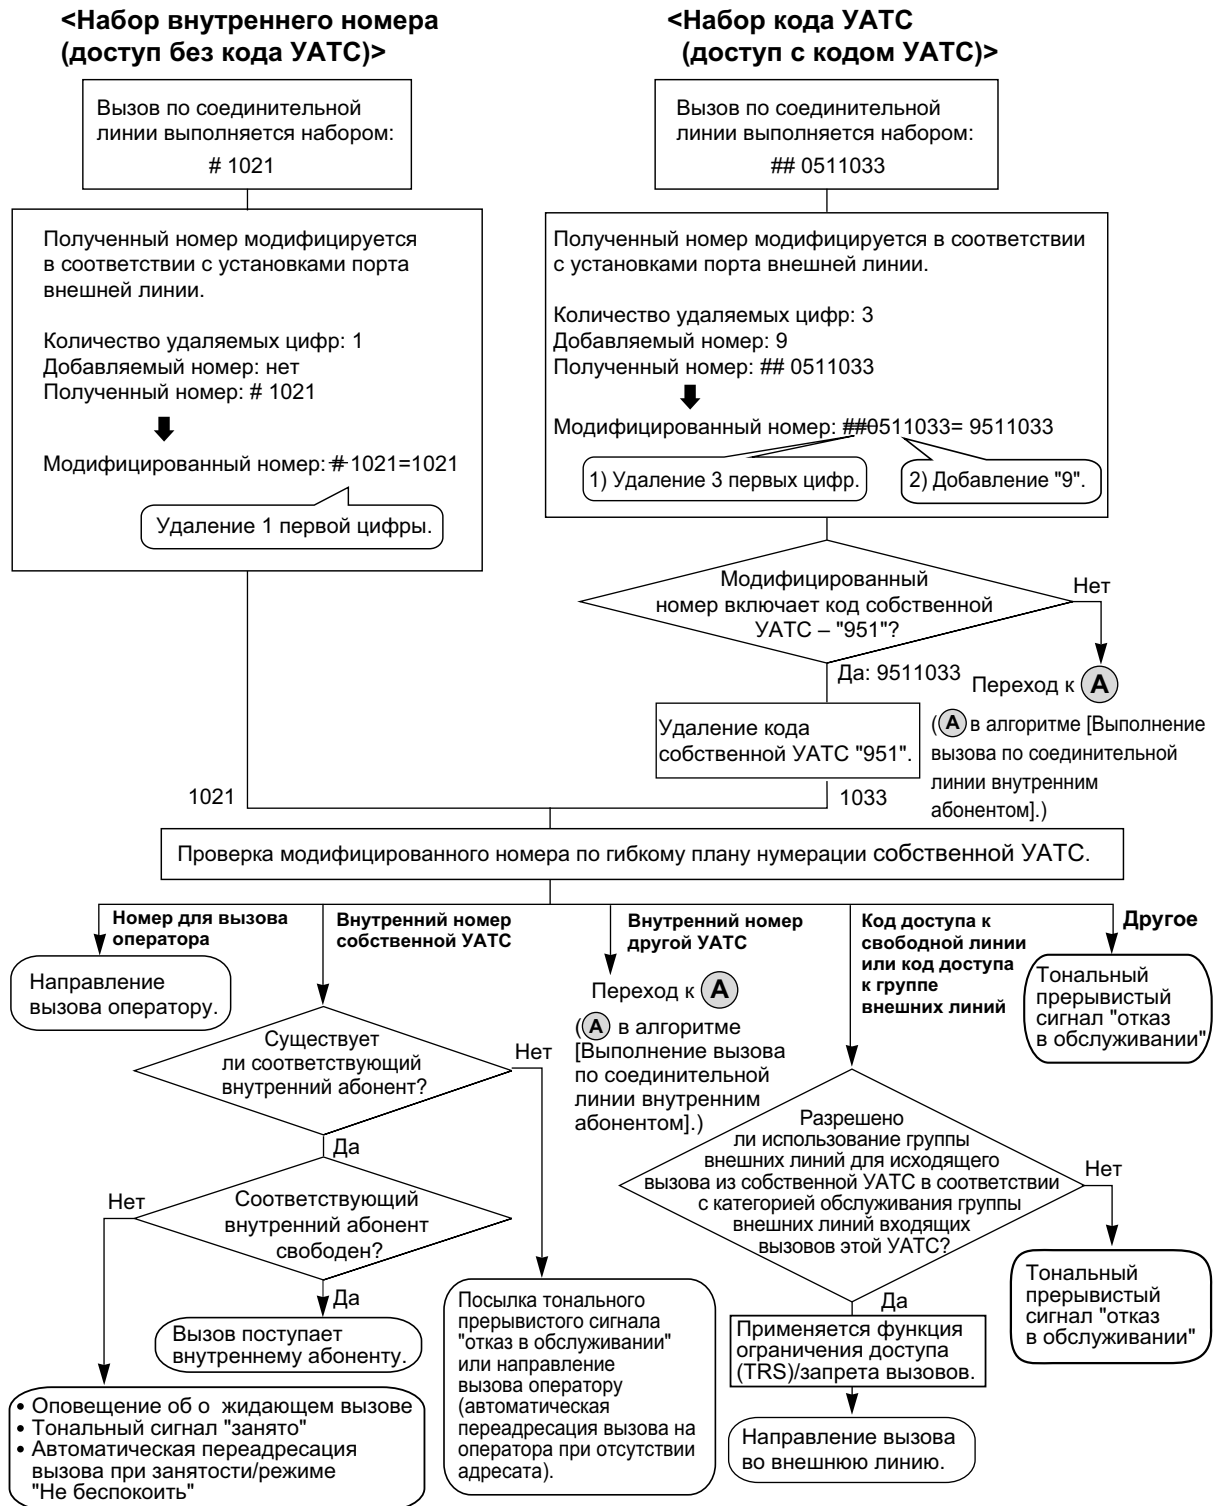 <Набор внутреннего номера
(доступ без кода УАТС)>
Вызов по соединительной
линии выполняется набором:
# 1021
Полученный номер модифицируется
в соответствии с установками порта
внешней линии.
Количество удаляемых цифр: 1
Добавляемый номер: нет
Полученный номер: # 1021
Модифицированный номер: # 1021=1021
Удаление 1 первой цифры.
<Набор кода УАТС
(доступ с кодом УАТС)>
Вызов по соединительной
линии выполняется набором:
## 0511033
Полученный номер модифицируется в соответствии
с установками порта внешней линии.
Количество удаляемых цифр: 3
Добавляемый номер: 9
Полученный номер: ## 0511033
Модифицированный номер: ##0511033= 9511033
1) Удаление 3 первых цифр.
2) Добавление "9".
Модифицированный
номер включает код собственной
УАТС – "951"?
Нет
Да: 9511033
Переход к A
(A в алгоритме [Выполнение
вызова по соединительной
линии внутренним
абонентом].)
Удаление кода
собственной УАТС "951".
1021
1033
Проверка модифицированного номера по гибкому плану нумерации собственной УАТС.
Номер для вызова
оператора
Направление
вызова оператору.
Внутренний номер
собственной УАТС
Существует
ли соответствующий
внутренний абонент?
Нет
Да
Соответствующий
внутренний абонент
свободен?
Нет
Да
Вызов поступает
внутреннему абоненту.
• Оповещение об о жидающем вызове
• Тональный сигнал "занято"
• Автоматическая переадресация
вызова при занятости/режиме
"Не беспокоить"
Посылка тонального
прерывистого сигнала
"отказ в обслуживании"
или направление
вызова оператору
(автоматическая
переадресация вызова на
оператора при отсутствии
адресата).
Внутренний номер
другой УАТС
Переход к A
(A в алгоритме
[Выполнение вызова
по соединительной
линии внутренним
абонентом].)
Код доступа к
свободной линии
или код доступа
к группе
внешних линий
Разрешено
ли использование группы
внешних линий для исходящего
вызова из собственной УАТС в соответствии
с категорией обслуживания группы
внешних линий входящих
вызовов этой УАТС?
Нет
Да
Применяется функция
ограничения доступа
(TRS)/запрета вызовов.
Направление вызова
во внешнюю линию.
Тональный
прерывистый
сигнал "отказ
в обслуживании"
Другое
Тональный
прерывистый
сигнал "отказ
в обслуживании"